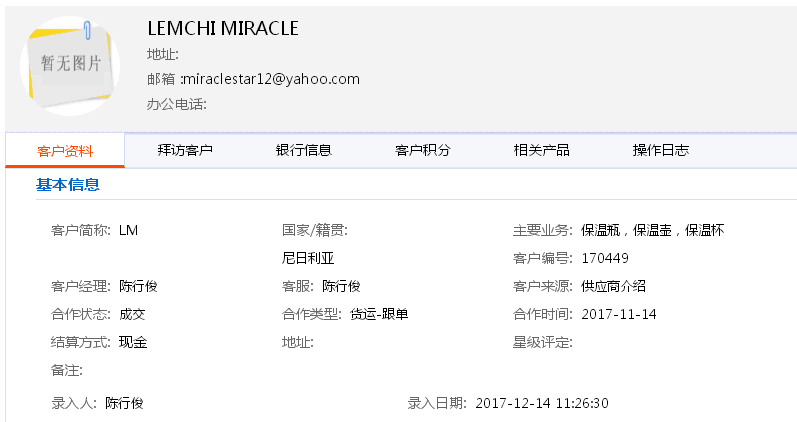 LEMCHI MIRACLE
暂无图片
地址:
邮箱 :miraclestar12@yahoo.com
办公电话:
客户资料 拜访客户 银行信息 客户积分 相关产品 操作日志
基本信息
客户简称: LM 国家/籍贯: 主要业务: 保温瓶，保温壶，保温杯
尼日利亚 客户编号: 170449
客户经理: 陈行俊 客服: 陈行俊 客户来源: 供应商介绍
合作状态: 成交 合作类型: 货运-跟单 合作时间: 2017-11-14
结算方式: 现金 地址: 星级评定:
备注:
录入人: 陈行俊 录入日期: 2017-12-14 11:26:30